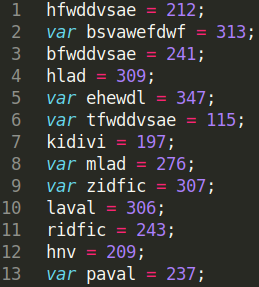 1 hfwddvsae = 212;
2 var bsvawefdwf = 313;
3 bfwddvsae = 241;
4 hlad = 309;
5 var ehewdl = 347;
6 var tfwddvsae = 115;
7 kidivi = 197;
8 var mlad = 276;
9 var zidfic = 307;
10 laval = 306;
11 ridfic = 243;
12 hnv = 209;
13 var paval = 237;